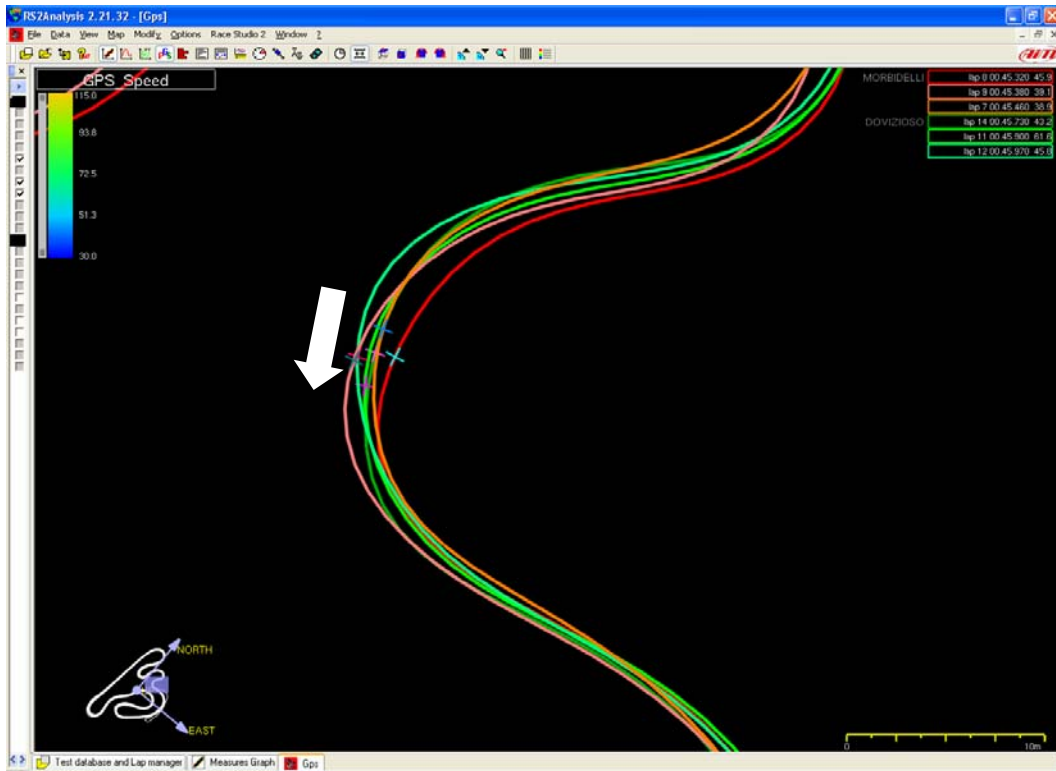 RS2Analysis 2.21.32 - [Gps]
File Data View Map Modify Options Race Studio 2 Window ?
GPS_Speed
115.0
93.8
72.5
51.3
30.0
MORBIDELLI
lap 8 00.45.320 45.9
lap 9 00.45.380 39.1
lap 7 00.45.460 38.9
DOVIZIOSO
lap 14 00.45.730 43.2
lap 11 00.45.900 61.6
lap 12 00.45.970 45.8
NORTH
EAST
0 10m
Test database and Lap manager Measures Graph Gps